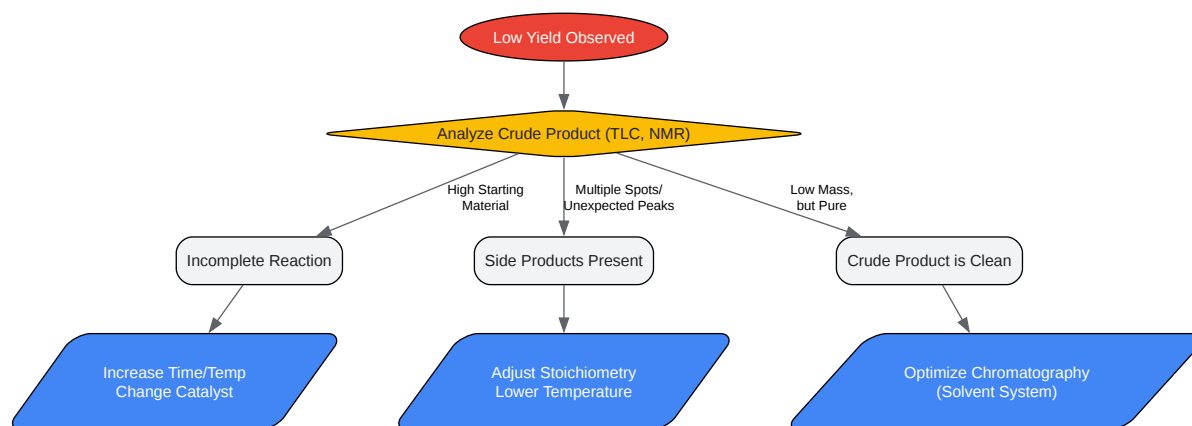 Low Yield Observed
Analyze Crude Product (TLC, NMR)
High Starting
Material
Multiple Spots/
Unexpected Peaks
Low Mass,
but Pure
Incomplete Reaction
Side Products Present
Crude Product is Clean
Increase Time/Temp
Change Catalyst
Adjust Stoichiometry
Lower Temperature
Optimize Chromatography
(Solvent System)